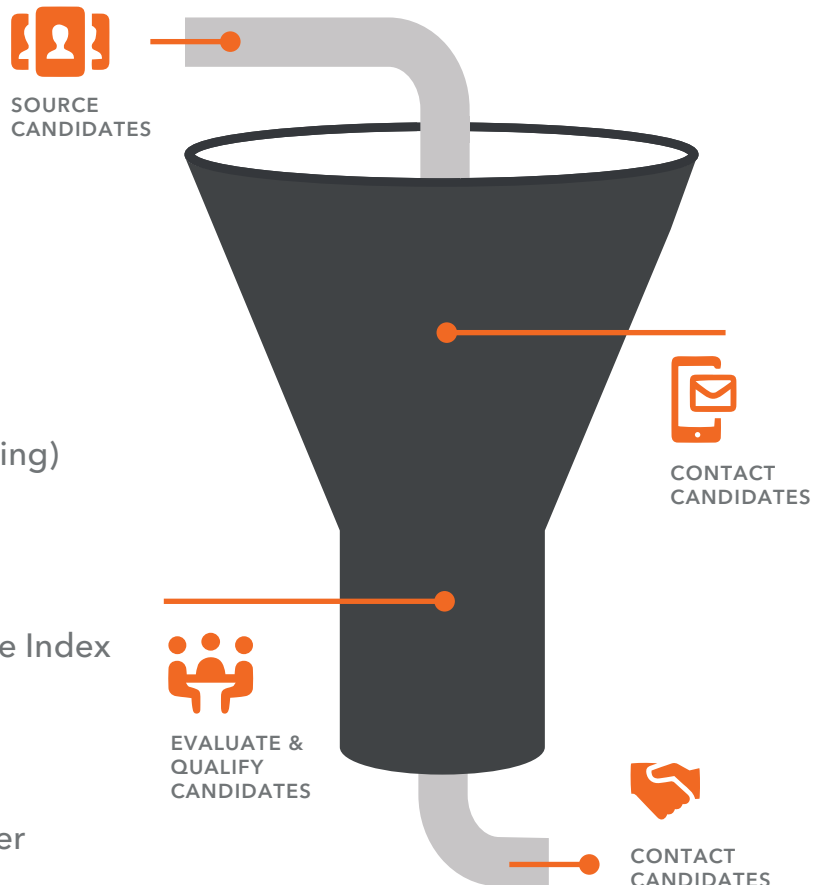 SOURCE
CANDIDATES
ing)
CONTACT
CANDIDATES
e Index
EVALUATE &
QUALIFY
CANDIDATES
er
CONTACT
CANDIDATES